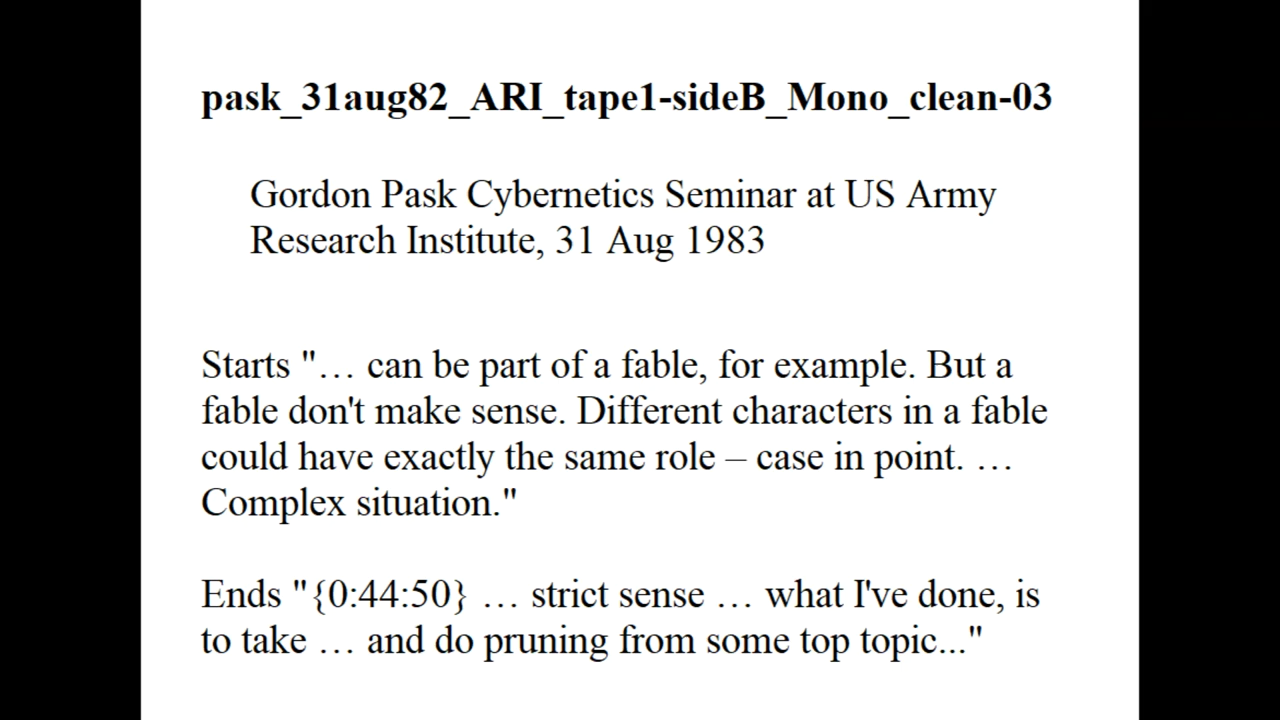 pask_31aug82_ARI_tape1-sideB_Mono_clean-03
Gordon Pask Cybernetics Seminar at US Army
Research Institute, 31 Aug 1983
Starts "… can be part of a fable, for example. But a
fable don't make sense. Different characters in a fable
could have exactly the same role – case in point. …
Complex situation."
Ends "{0:44:50} … strict sense … what I've done, is
to take … and do pruning from some top topic..."